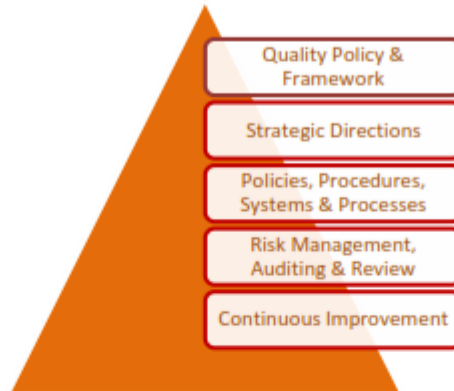 Quality Policy &
Framework
Strategic Directions
Policies, Procedures,
Systems & Processes
Risk Management,
Auditing & Review
Continuous Improvement